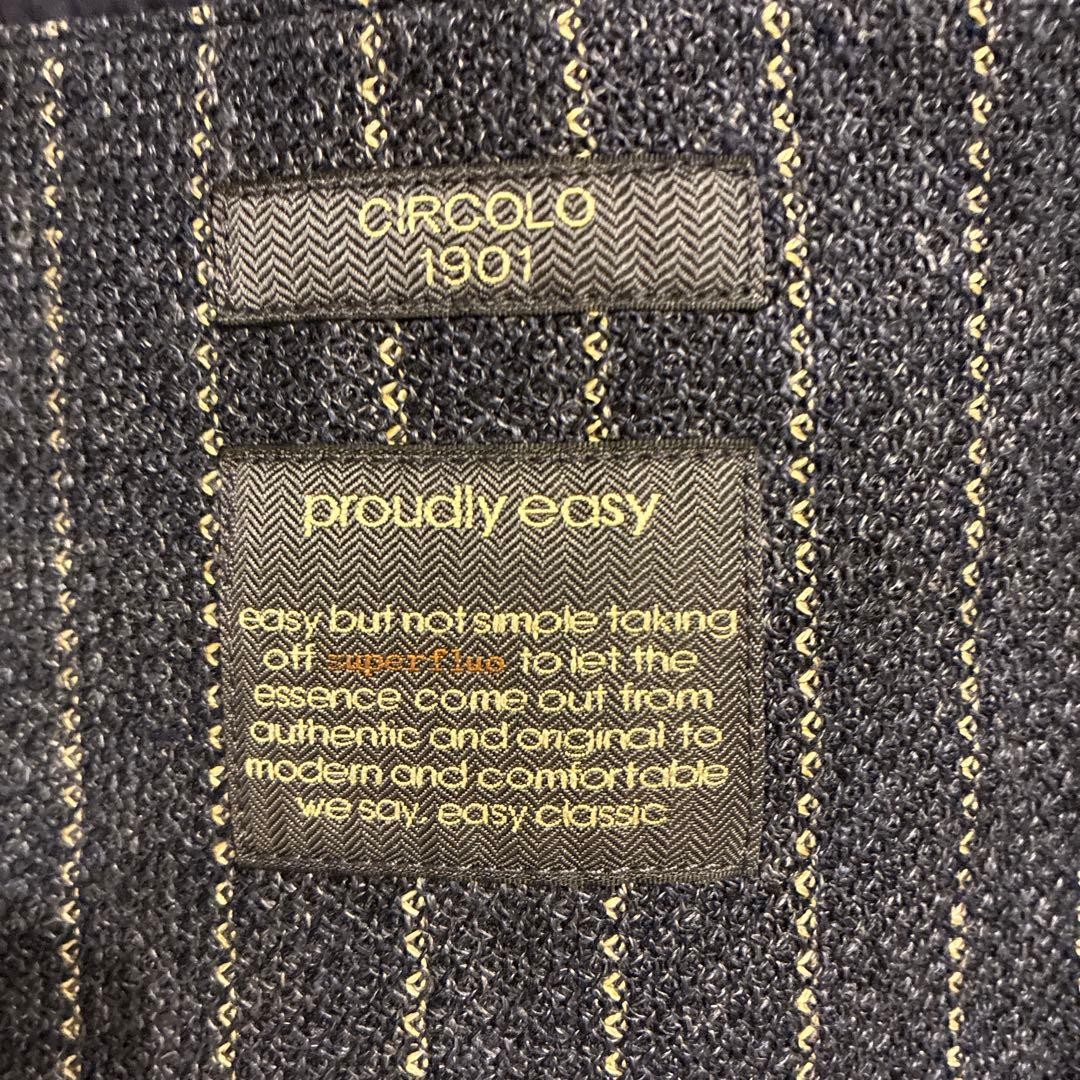 CIRCOLO
1901
proudly easy
easy but not simple taking
off superfluo to let the
essence come out from
authentic and original to
modern and comfortable
we say. easy classic